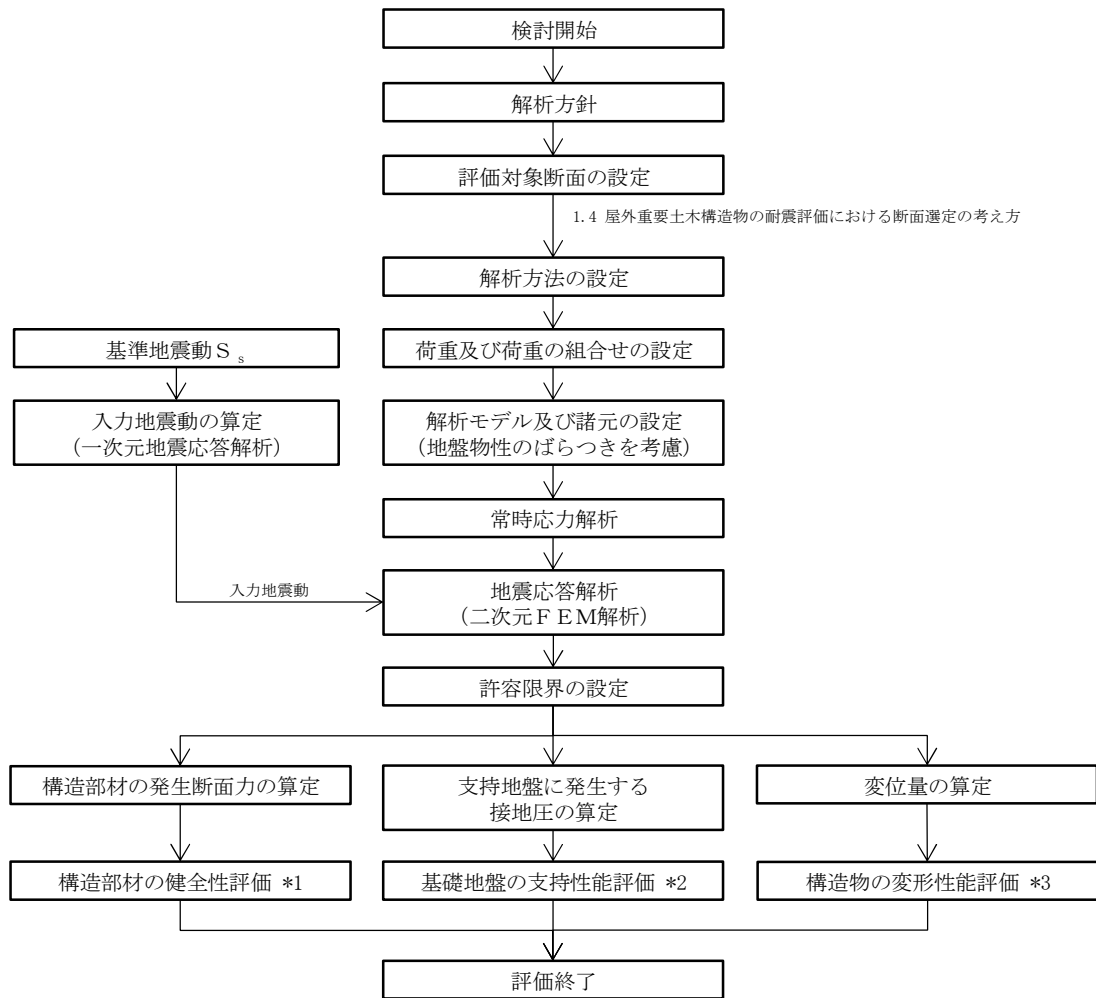 検討開始
解析方針
評価対象断面の設定
1.4 屋外重要土木構造物の耐震評価における断面選定の考え方
解析方法の設定
基準地震動Ｓs
荷重及び荷重の組合せの設定
入力地震動の算定
(一次元地震応答解析)
解析モデル及び諸元の設定
(地盤物性のばらつきを考慮)
常時応力解析
入力地震動
地震応答解析
(二次元ＦＥＭ解析)
許容限界の設定
構造部材の発生断面力の算定
支持地盤に発生する
接地圧の算定
変位量の算定
構造部材の健全性評価 *1
基礎地盤の支持性能評価 *2
構造物の変形性能評価 *3
評価終了